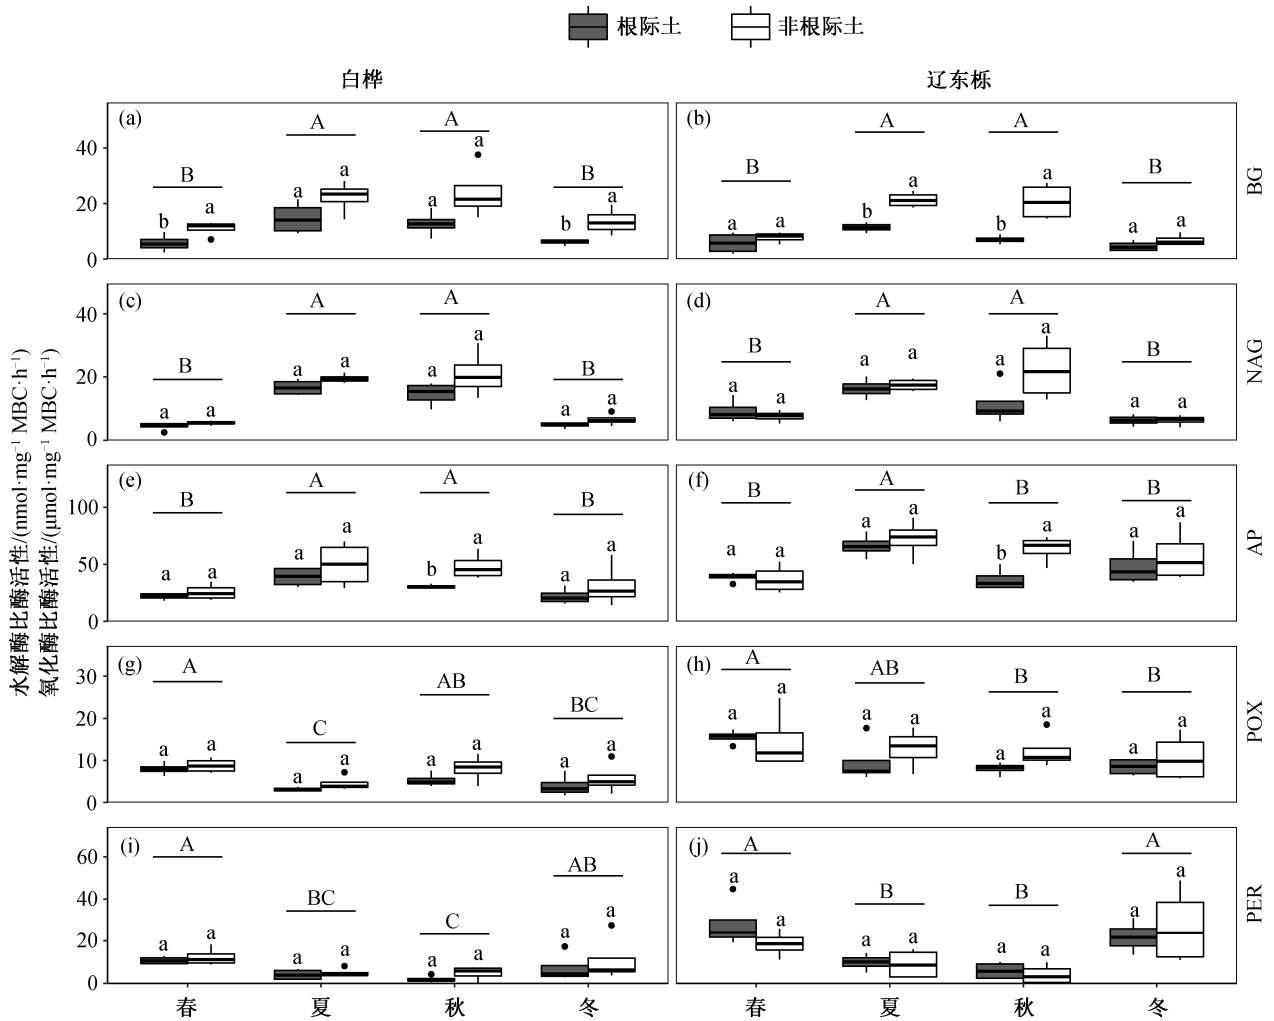 根际土 非根际土
白桦 辽东栎
水解酶比酶活性/(nmol·mg⁻¹ MBC·h⁻¹)
氧化酶比酶活性/(μmol·mg⁻¹ MBC·h⁻¹)
(a) A A (b) A A
40
B B B B
a a a a
20
b a a a b a a a b b a a
0
BG
(c) A A (d) A A
40
B B B B
20
a a a a a a a a a a a a a a a a
0
NAG
(e) A A (f) A
100
B B B B B
50
a a a a b a a a a a a a b a a a
0
AP
(g) A AB (h) A AB B B
30
C BC
20
10
a a a a a a a a a a a a a a a a
0
POX
(i) A AB (j) A A
60
BC C B B
40
20
a a a a a a a a a a a a a a a a
0
PER
春 夏 秋 冬 春 夏 秋 冬